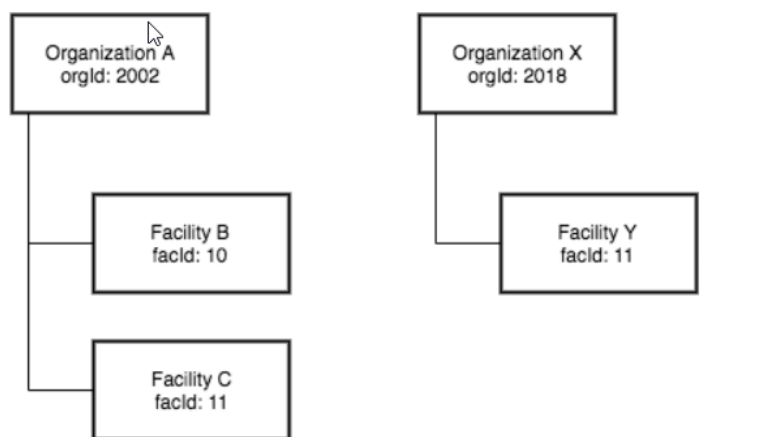 Organization A
orgId: 2002
Organization X
orgId: 2018
Facility B
facId: 10
Facility Y
facId: 11
Facility C
facId: 11